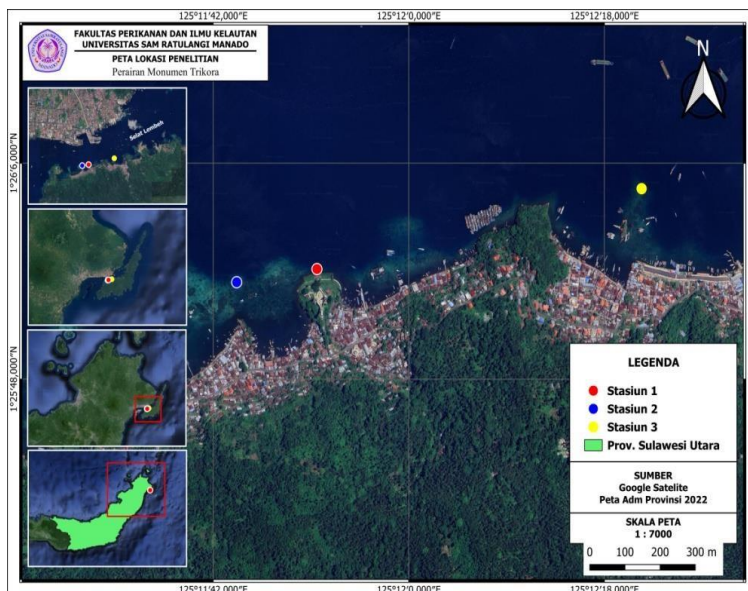 125°11'42,000"E 125°12'0,000"E 125°12'18,000"E
FAKULTAS PERIKANAN DAN ILMU KELAUTAN
UNIVERSITAS SAM RATULANGI MANADO
PETA LOKASI PENELITIAN
Perairan Monumen Trikora
N
Selat Lembeh
1°26'6,000"N
1°25'48,000"N
LEGENDA
Stasiun 1
Stasiun 2
Stasiun 3
Prov. Sulawesi Utara
SUMBER
Google Satelite
Peta Adm Provinsi 2022
SKALA PETA
1 : 7000
0 100 200 300 m
125°11'42,000"E 125°12'0,000"E 125°12'18,000"E